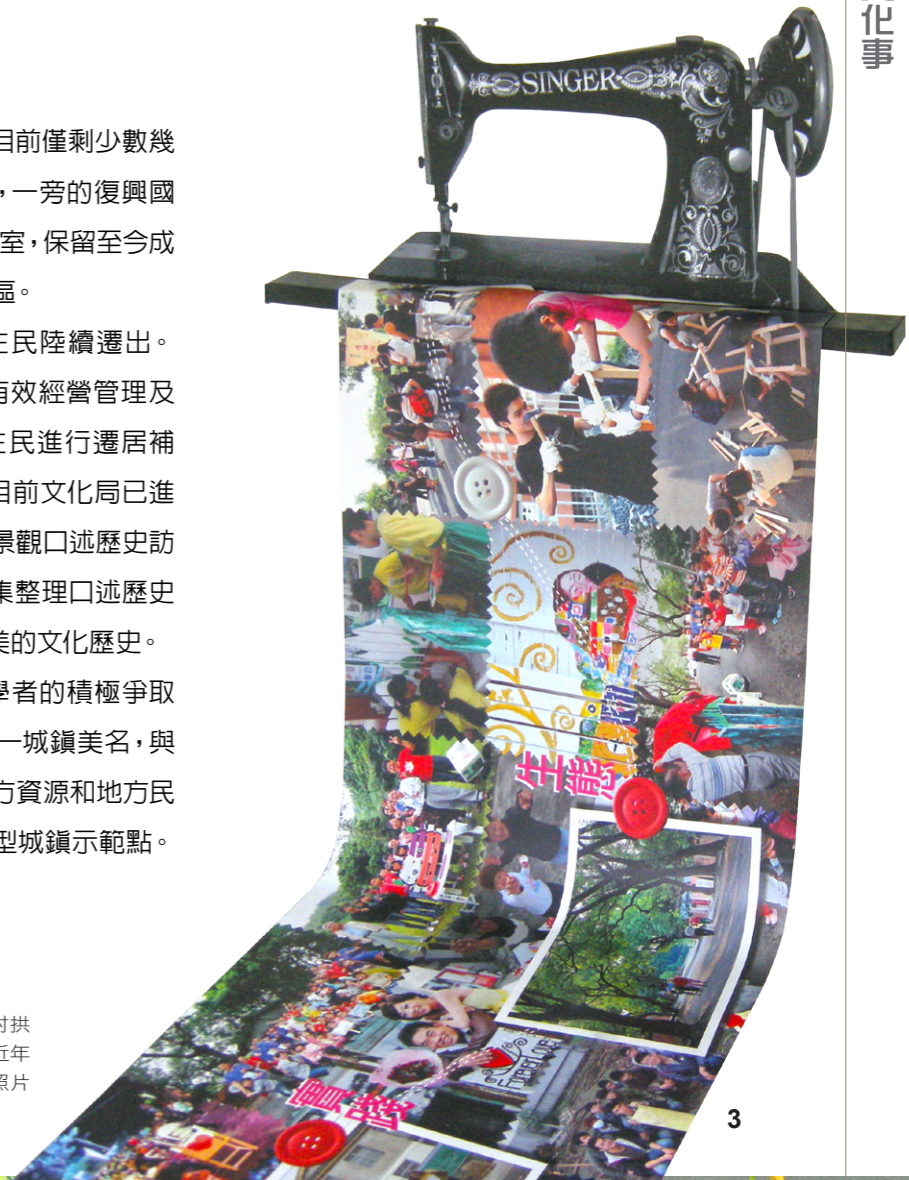 化事
SINGER
目前僅剩少數幾
，一旁的復興國
室，保留至今成
區。
住民陸續遷出。
有效經營管理及
住民進行遷居補
目前文化局已進
景觀口述歷史訪
集整理口述歷史
美的文化歷史。
學者的積極爭取
一城鎮美名，與
方資源和地方民
型城鎮示範點。
生態
實踐
村拱
近年
照片
3